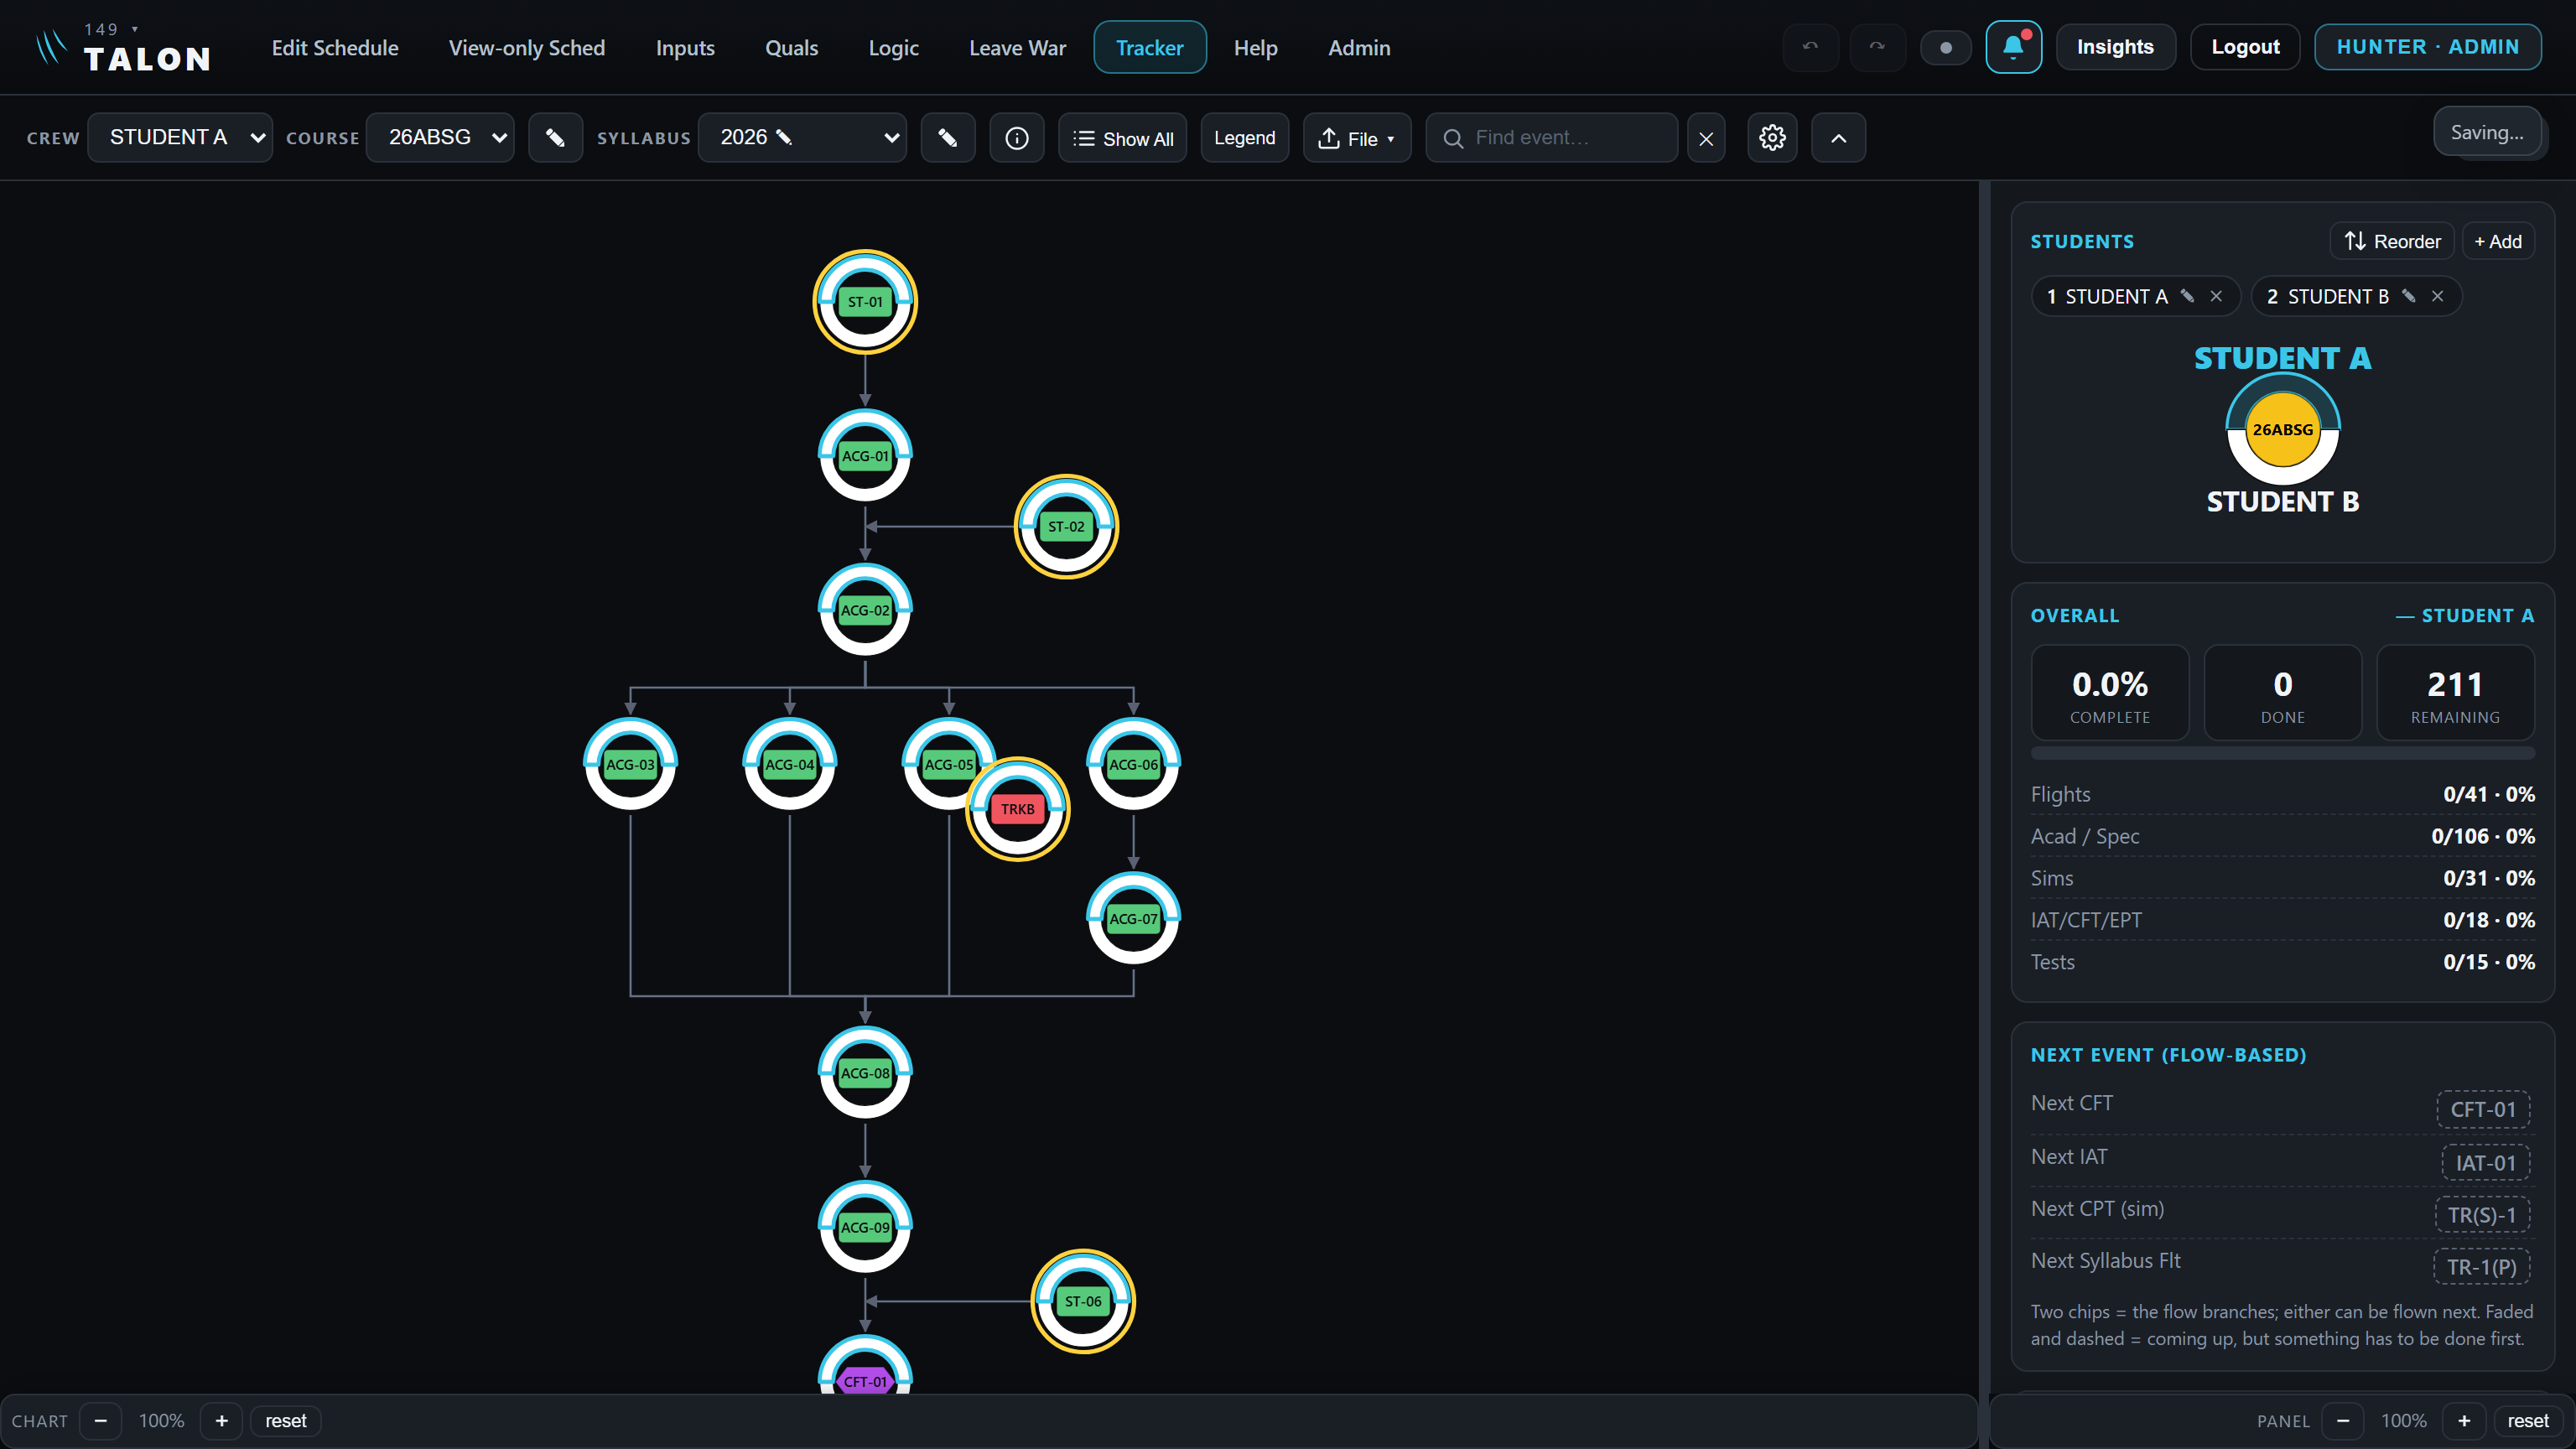 149 ▾
TALON
Edit Schedule
View-only Sched
Inputs
Quals
Logic
Leave War
Tracker
Help
Admin
Insights
Logout
HUNTER · ADMIN
CREW
STUDENT A
COURSE
26ABSG
SYLLABUS
2026
Show All
Legend
File ▾
Find event…
Saving…
ST-01
ACG-01
ST-02
ACG-02
ACG-03
ACG-04
ACG-05
ACG-06
TRKB
ACG-07
ACG-08
ACG-09
ST-06
CFT-01
CHART
−
100%
+
reset
STUDENTS
Reorder
+ Add
1 STUDENT A
2 STUDENT B
STUDENT A
26ABSG
STUDENT B
OVERALL
— STUDENT A
0.0%
COMPLETE
0
DONE
211
REMAINING
Flights 0/41 · 0%
Acad / Spec 0/106 · 0%
Sims 0/31 · 0%
IAT/CFT/EPT 0/18 · 0%
Tests 0/15 · 0%
NEXT EVENT (FLOW-BASED)
Next CFT CFT-01
Next IAT IAT-01
Next CPT (sim) TR(S)-1
Next Syllabus Flt TR-1(P)
Two chips = the flow branches; either can be flown next. Faded
and dashed = coming up, but something has to be done first.
PANEL
−
100%
+
reset